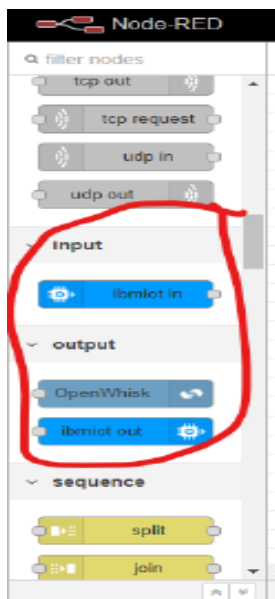 Node-RED
filter nodes
tcp out
tcp request
udp in
udp out
input
ibmiot in
output
OpenWhisk
ibmiot out
sequence
split
join